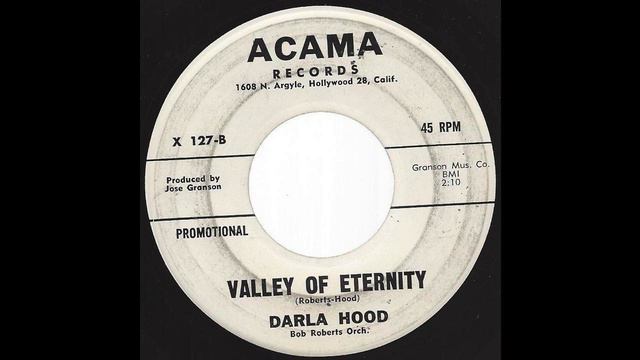 ACAMA
RECORDS
1608 N. Argyle, Hollywood 28, Calif.
X 127-B
45 RPM
Produced by
Jose Granson
Granson Mus. Co.
BMI
2:10
PROMOTIONAL
VALLEY OF ETERNITY
(Roberts-Hood)
DARLA HOOD
Bob Roberts Orch.